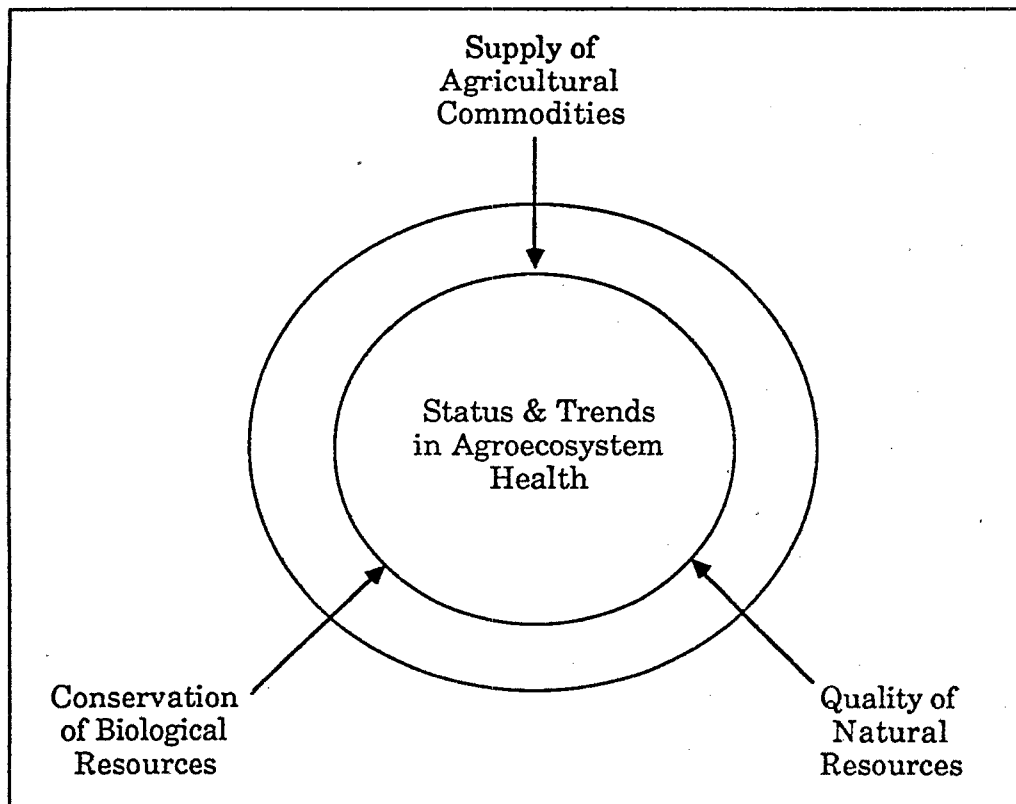 Supply of
Agricultural
Commodities
Status & Trends
in Agroecosystem
Health
Conservation
of Biological
Resources
Quality of
Natural
Resources